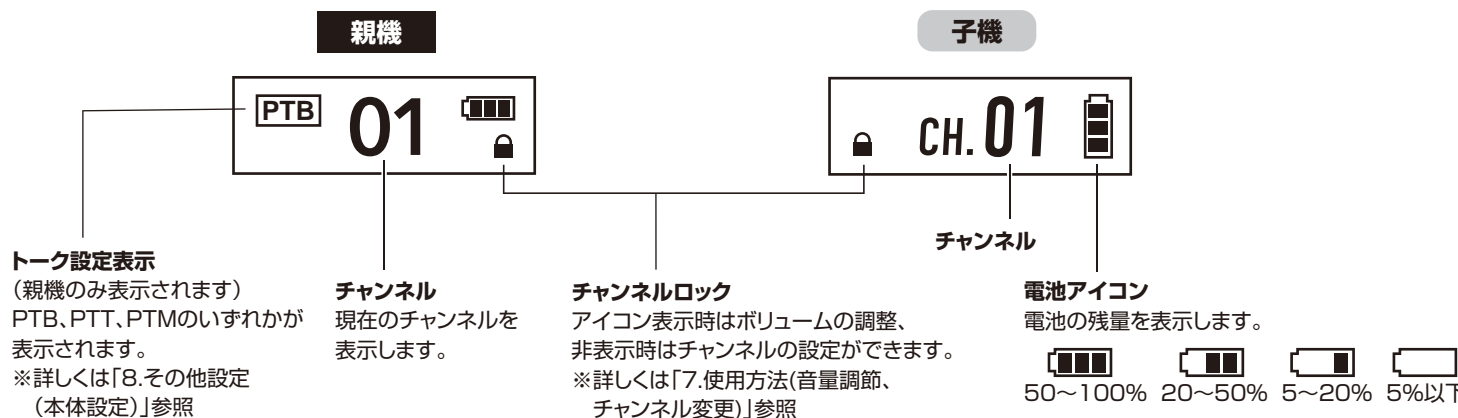 親機
子機
PTB 01
CH.01
トーク設定表示
（親機のみ表示されます）
PTB、PTT、PTMのいずれかが
表示されます。
※詳しくは「8.その他設定
（本体設定）」参照
チャンネル
現在のチャンネルを
表示します。
チャンネルロック
アイコン表示時はボリュームの調整、
非表示時はチャンネルの設定ができます。
※詳しくは「7.使用方法(音量調節、
チャンネル変更)」参照
チャンネル
電池アイコン
電池の残量を表示します。
50〜100% 20〜50% 5〜20% 5%以下